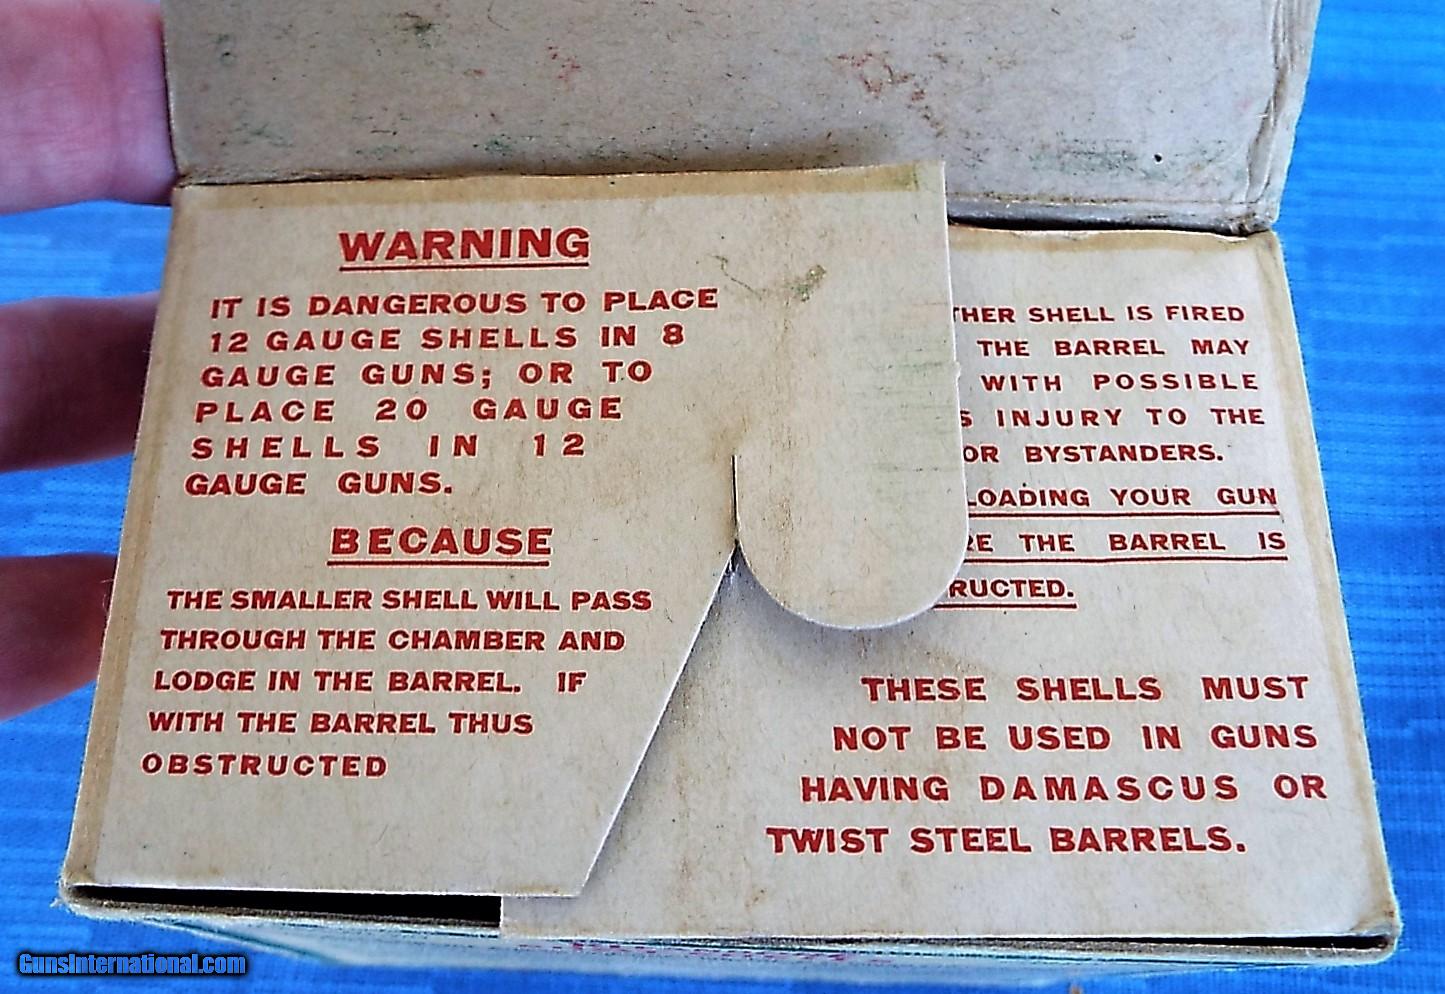 WARNING
IT IS DANGEROUS TO PLACE
12 GAUGE SHELLS IN 8
GAUGE GUNS; OR TO
PLACE 20 GAUGE
SHELLS IN 12
GAUGE GUNS.
BECAUSE
THE SMALLER SHELL WILL PASS
THROUGH THE CHAMBER AND
LODGE IN THE BARREL. IF
WITH THE BARREL THUS
OBSTRUCTED
THER SHELL IS FIRED
THE BARREL MAY
WITH POSSIBLE
S INJURY TO THE
OR BYSTANDERS.
LOADING YOUR GUN
RE THE BARREL IS
RUCTED.
THESE SHELLS MUST
NOT BE USED IN GUNS
HAVING DAMASCUS OR
TWIST STEEL BARRELS.
GunsInternational.com